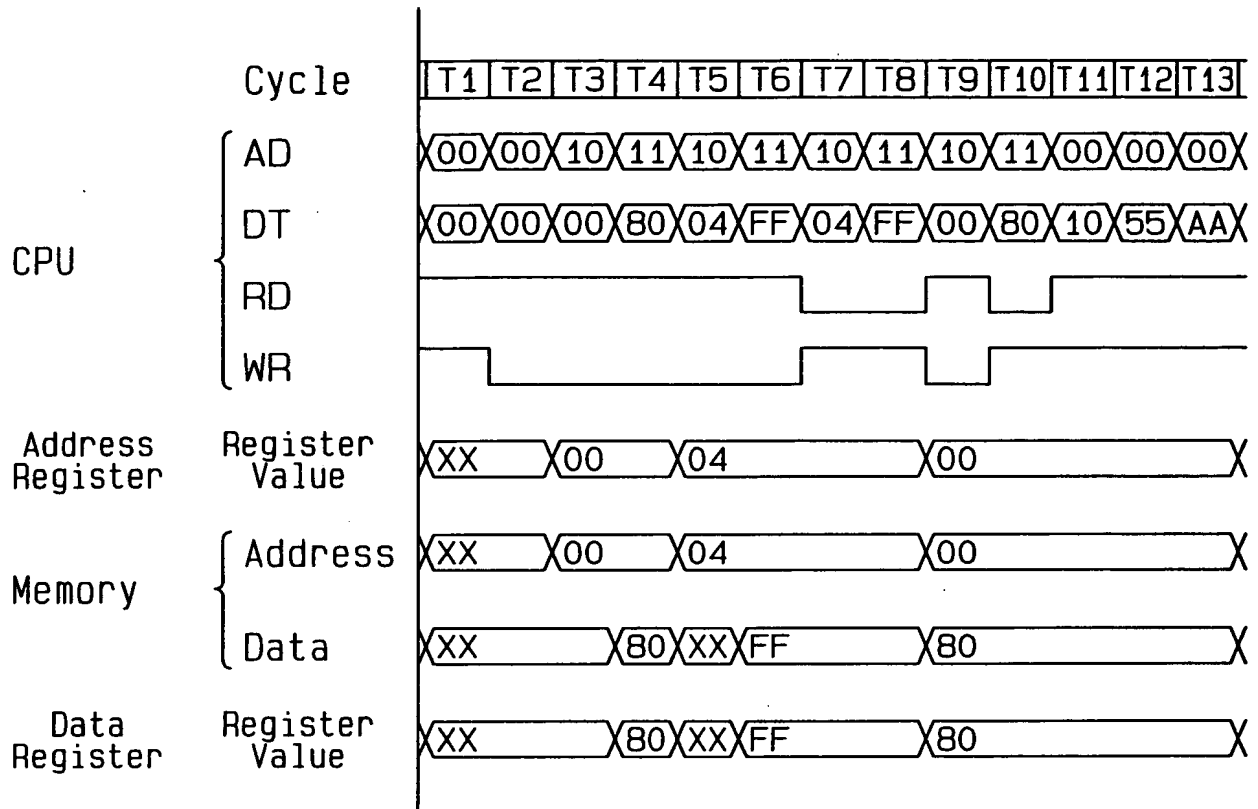 Cycle T1 T2 T3 T4 T5 T6 T7 T8 T9 T10 T11 T12 T13
CPU
AD 00 00 10 11 10 11 10 11 10 11 00 00 00
DT 00 00 00 80 04 FF 04 FF 00 80 10 55 AA
RD
WR
Address
Register
Register
Value
XX 00 04 00
Memory
Address XX 00 04 00
Data XX 80 XX FF 80
Data
Register
Register
Value
XX 80 XX FF 80